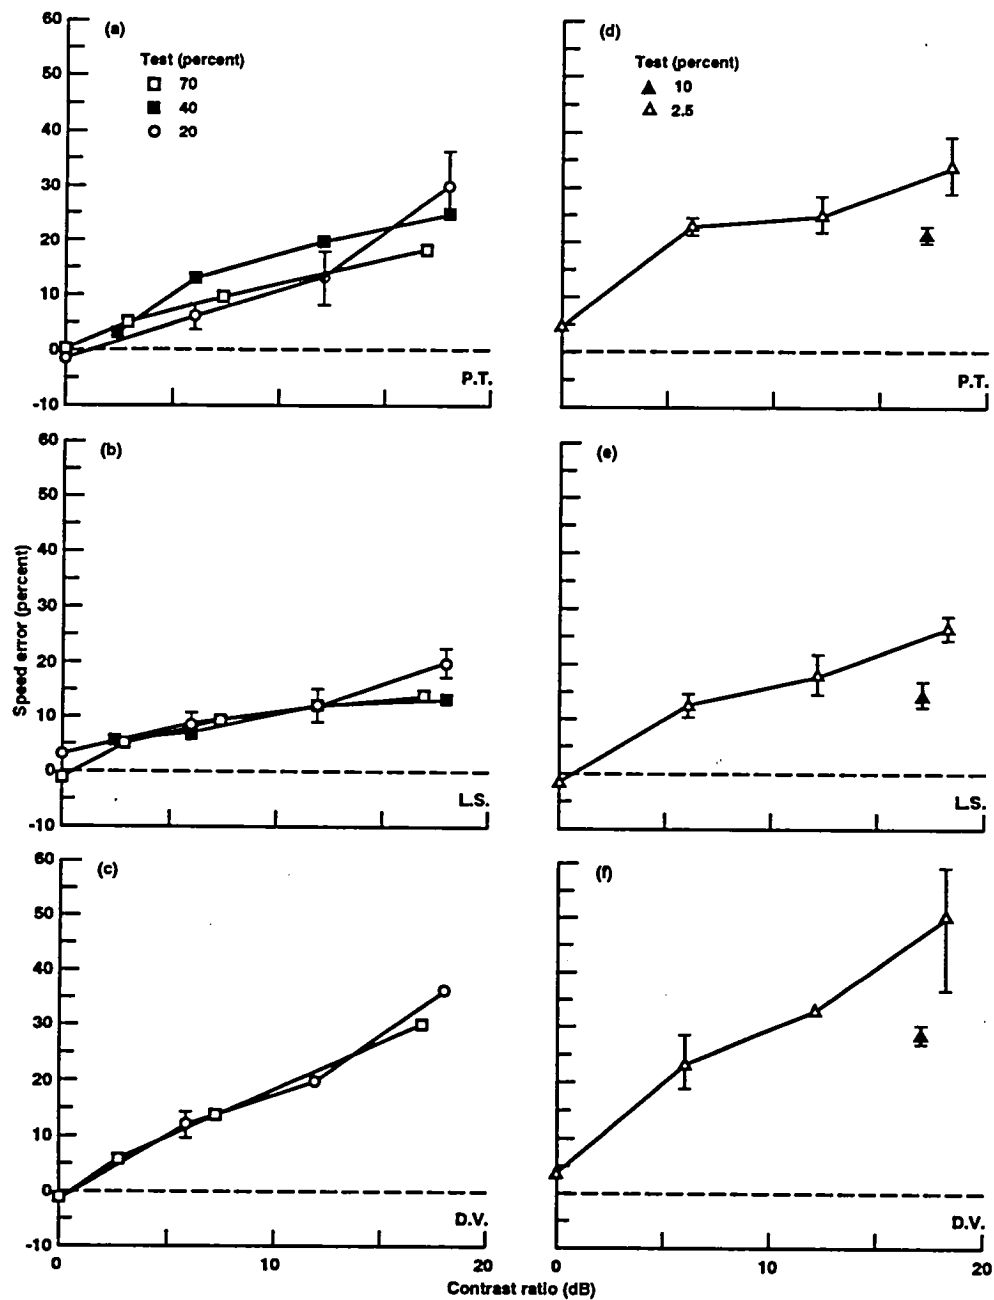 (a)
Test (percent)
70
40
20
60
50
40
30
20
10
0
-10
P.T.
(d)
Test (percent)
10
2.5
P.T.
(b)
60
50
40
30
20
10
0
-10
L.S.
(e)
L.S.
Speed error (percent)
(c)
60
50
40
30
20
10
0
-10
D.V.
0
10
20
(f)
D.V.
0
10
20
Contrast ratio (dB)